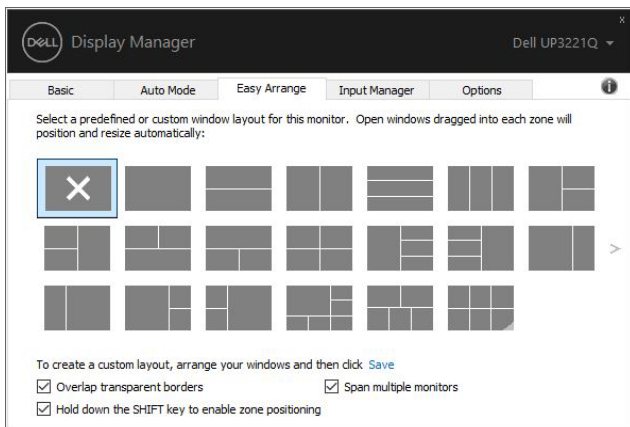 x
DELL Display Manager Dell UP3221Q
Basic Auto Mode Easy Arrange Input Manager Options i
Select a predefined or custom window layout for this monitor. Open windows dragged into each zone will
position and resize automatically:
>
To create a custom layout, arrange your windows and then click Save
Overlap transparent borders Span multiple monitors
Hold down the SHIFT key to enable zone positioning